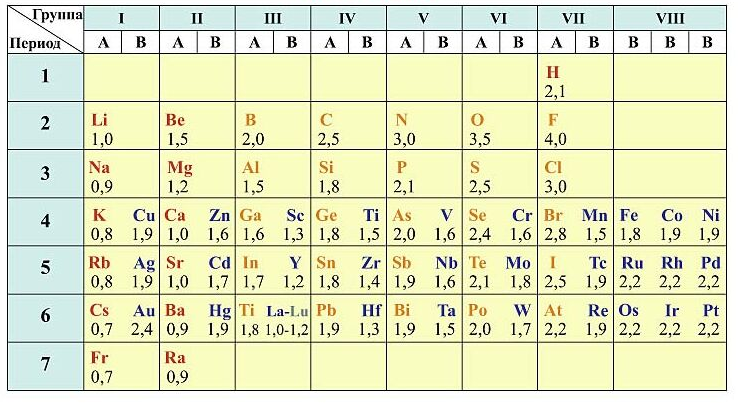 Группа I II III IV V VI VII VIII
Период A B A B A B A B A B A B A B B B B
1 H
2,1
2 Li Be B C N O F
1,0 1,5 2,0 2,5 3,0 3,5 4,0
3 Na Mg Al Si P S Cl
0,9 1,2 1,5 1,8 2,1 2,5 3,0
4 K Cu Ca Zn Ga Sc Ge Ti As V Se Cr Br Mn Fe Co Ni
0,8 1,9 1,0 1,6 1,6 1,3 1,8 1,5 2,0 1,6 2,4 1,6 2,8 1,5 1,8 1,9 1,9
5 Rb Ag Sr Cd In Y Sn Zr Sb Nb Te Mo I Tc Ru Rh Pd
0,8 1,9 1,0 1,7 1,7 1,2 1,8 1,4 1,9 1,6 2,1 1,8 2,5 1,9 2,2 2,2 2,2
6 Cs Au Ba Hg Ti La-Lu Pb Hf Bi Ta Po W At Re Os Ir Pt
0,7 2,4 0,9 1,9 1,8 1,0-1,2 1,9 1,3 1,9 1,5 2,0 1,7 2,2 1,9 2,2 2,2 2,2
7 Fr Ra
0,7 0,9